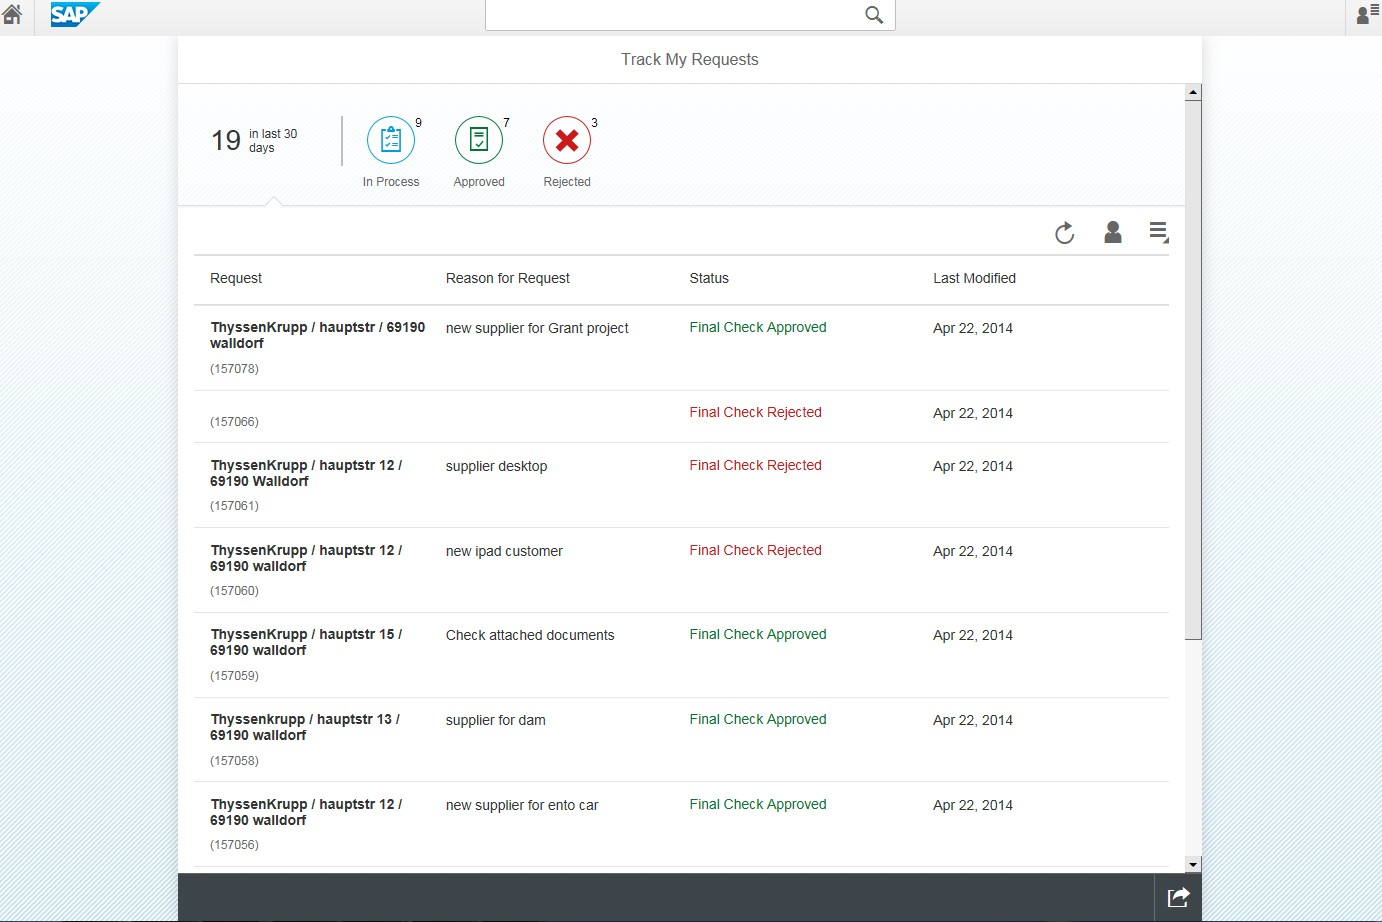 SAP
Track My Requests
19 in last 30
days
9
7
3
In Process
Approved
Rejected
Request Reason for Request Status Last Modified
ThyssenKrupp / hauptstr / 69190 new supplier for Grant project Final Check Approved Apr 22, 2014
walldorf
(157078)
Final Check Rejected Apr 22, 2014
(157066)
ThyssenKrupp / hauptstr 12 / supplier desktop Final Check Rejected Apr 22, 2014
69190 Walldorf
(157061)
ThyssenKrupp / hauptstr 12 / new ipad customer Final Check Rejected Apr 22, 2014
69190 walldorf
(157060)
ThyssenKrupp / hauptstr 15 / Check attached documents Final Check Approved Apr 22, 2014
69190 walldorf
(157059)
Thyssenkrupp / hauptstr 13 / supplier for dam Final Check Approved Apr 22, 2014
69190 walldorf
(157058)
ThyssenKrupp / hauptstr 12 / new supplier for ento car Final Check Approved Apr 22, 2014
69190 walldorf
(157056)